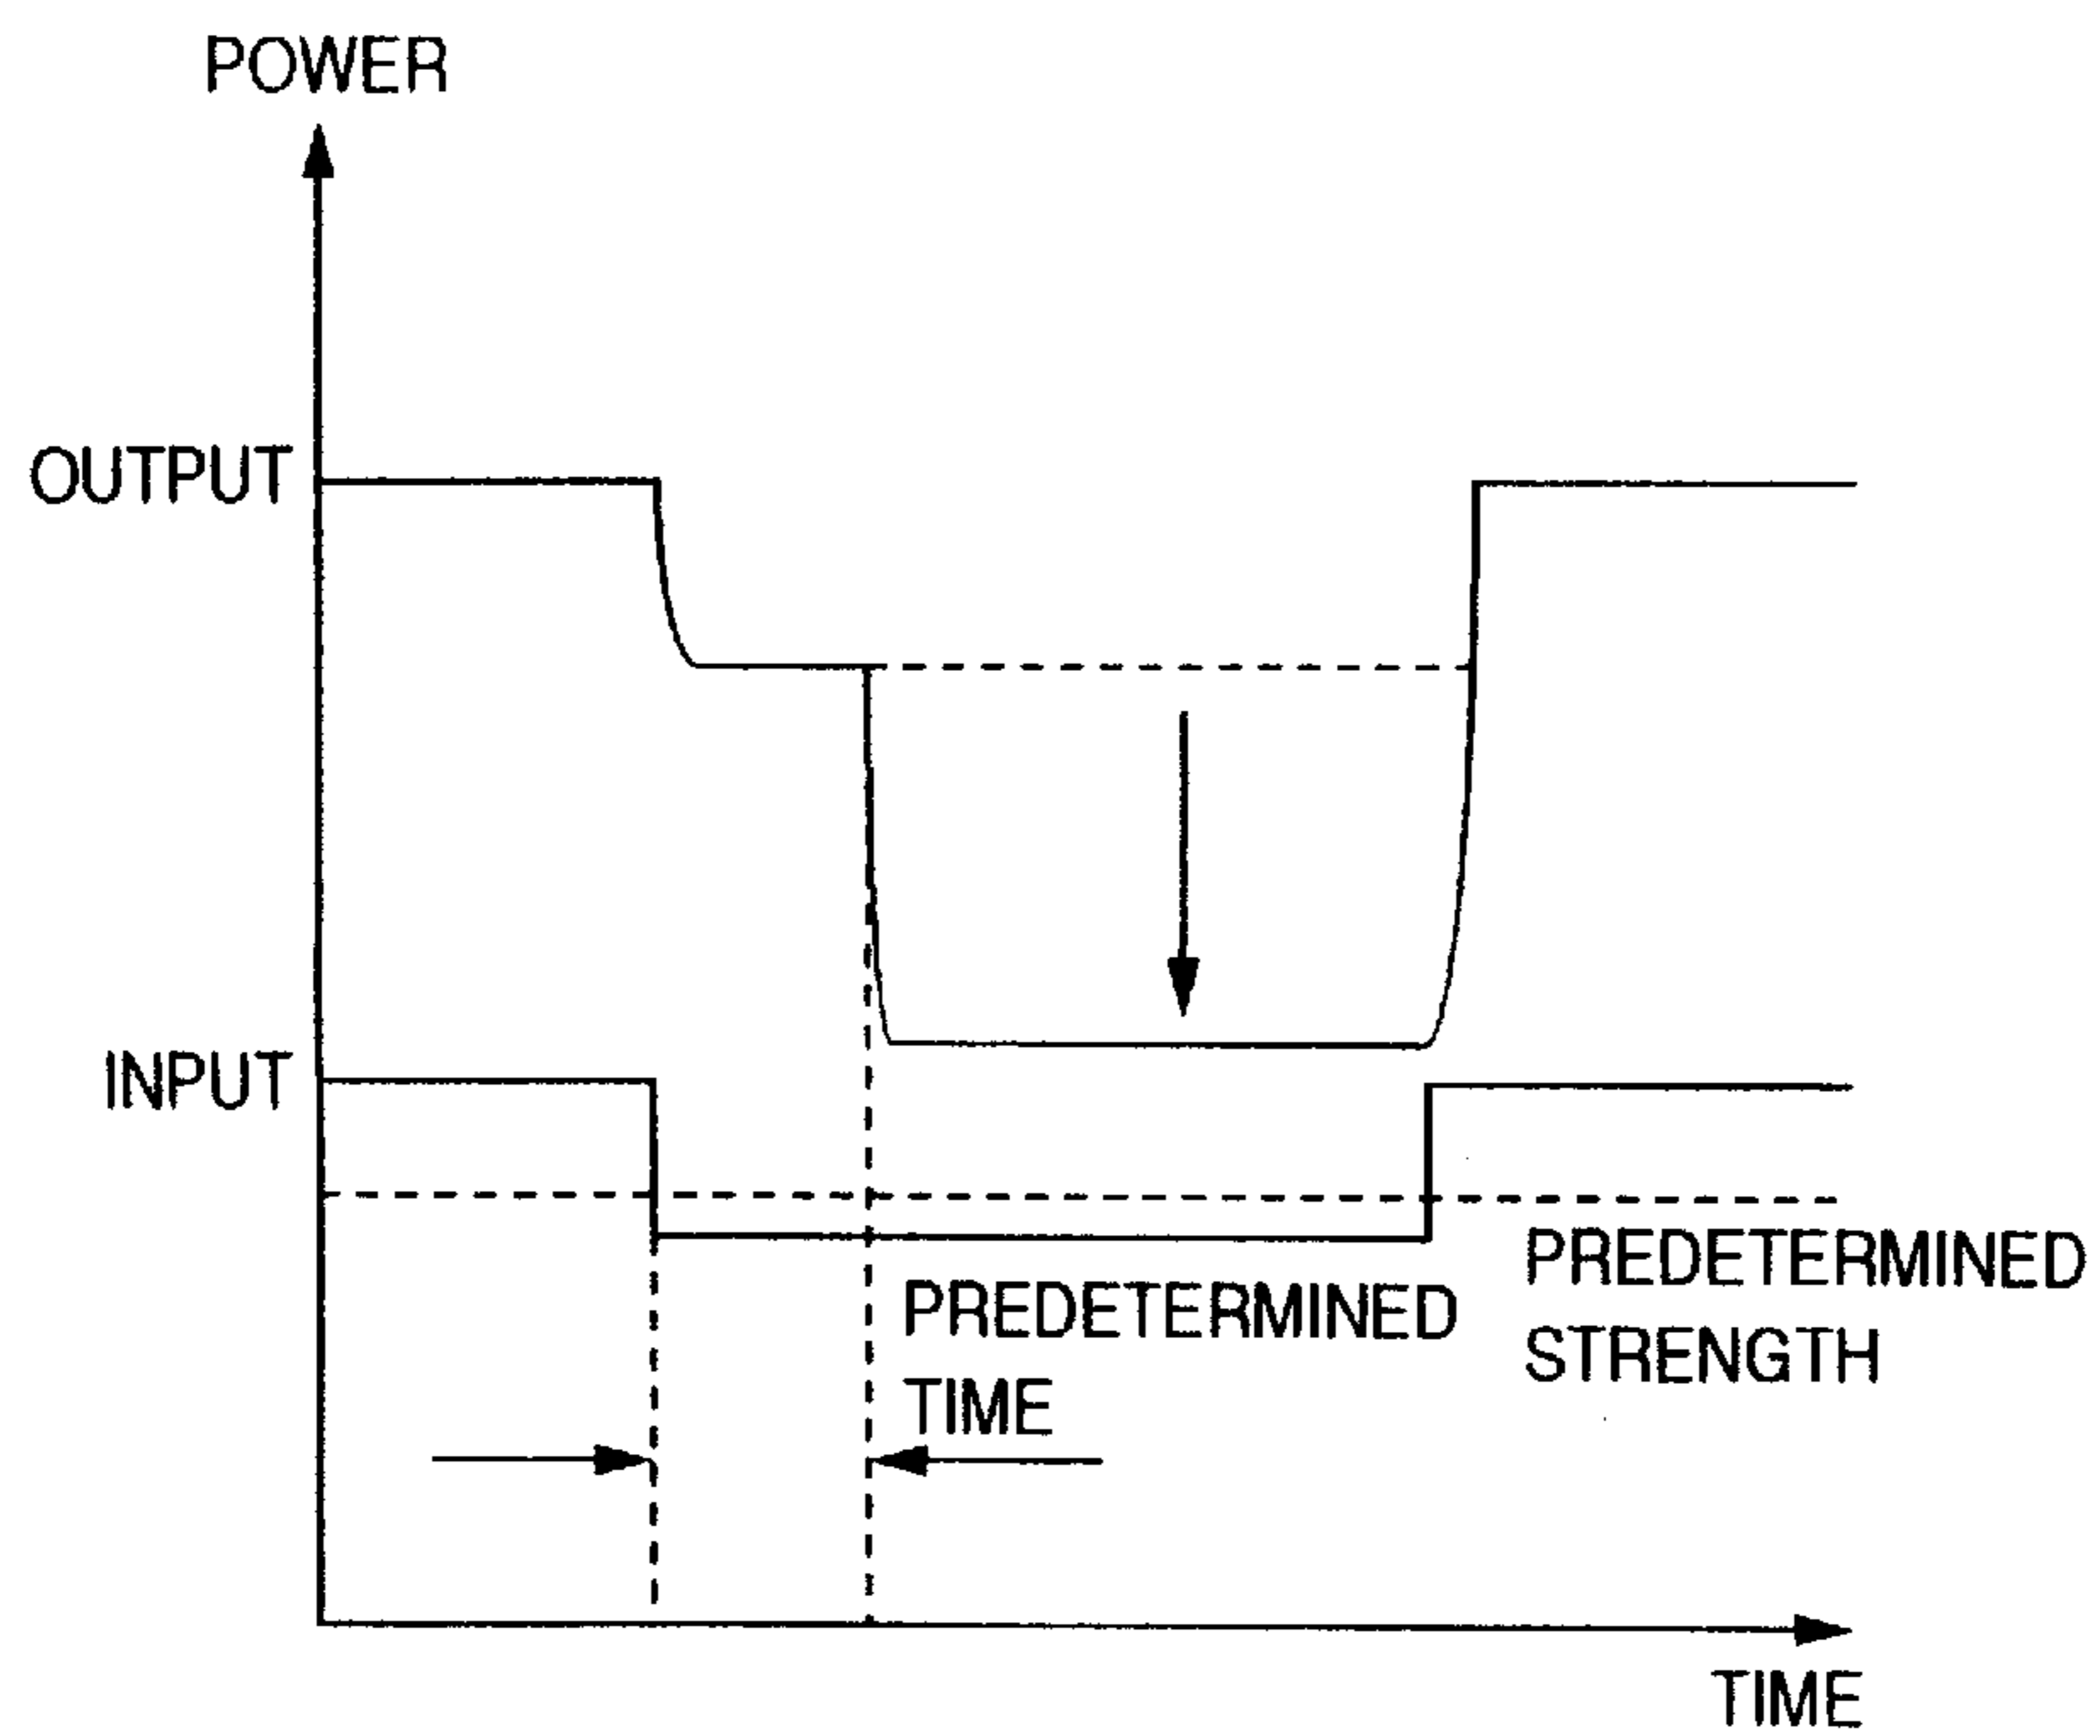 POWER
OUTPUT
INPUT
PREDETERMINED
STRENGTH
PREDETERMINED
TIME
TIME